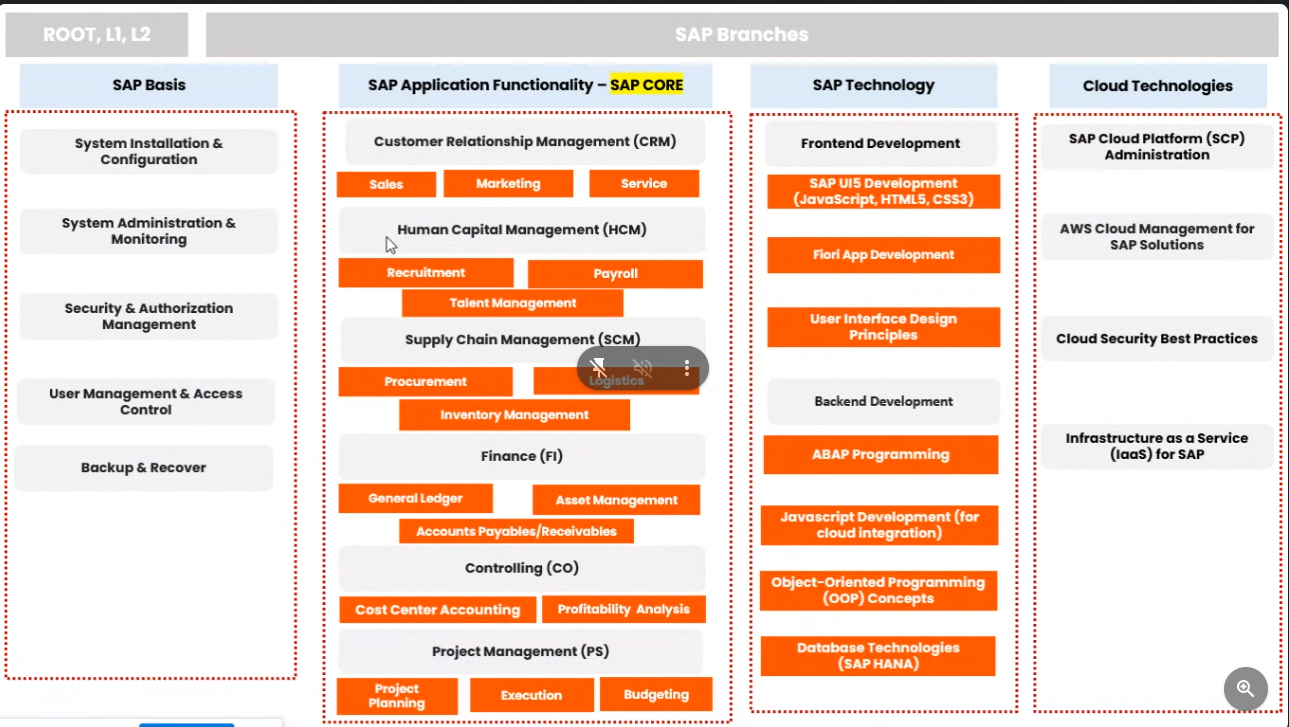 ROOT, L1, L2
SAP Branches
SAP Basis
System Installation &
Configuration
System Administration &
Monitoring
Security & Authorization
Management
User Management & Access
Control
Backup & Recover
SAP Application Functionality – SAP CORE
Customer Relationship Management (CRM)
Sales
Marketing
Service
Human Capital Management (HCM)
Recruitment
Payroll
Talent Management
Supply Chain Management (SCM)
Procurement
Logistics
Inventory Management
Finance (FI)
General Ledger
Asset Management
Accounts Payables/Receivables
Controlling (CO)
Cost Center Accounting
Profitability Analysis
Project Management (PS)
Project
Planning
Execution
Budgeting
SAP Technology
Frontend Development
SAP UI5 Development
(JavaScript, HTML5, CSS3)
Fiori App Development
User Interface Design
Principles
Backend Development
ABAP Programming
Javascript Development (for
cloud integration)
Object-Oriented Programming
(OOP) Concepts
Database Technologies
(SAP HANA)
Cloud Technologies
SAP Cloud Platform (SCP)
Administration
AWS Cloud Management for
SAP Solutions
Cloud Security Best Practices
Infrastructure as a Service
(IaaS) for SAP